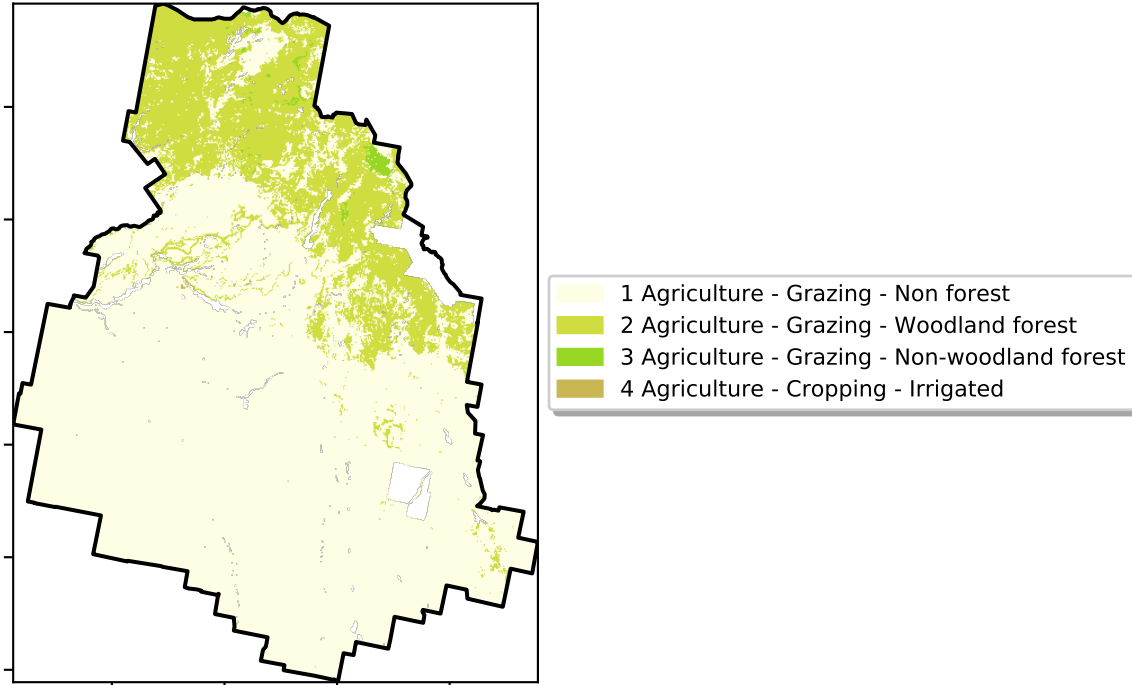 1 Agriculture - Grazing - Non forest
2 Agriculture - Grazing - Woodland forest
3 Agriculture - Grazing - Non-woodland forest
4 Agriculture - Cropping - Irrigated